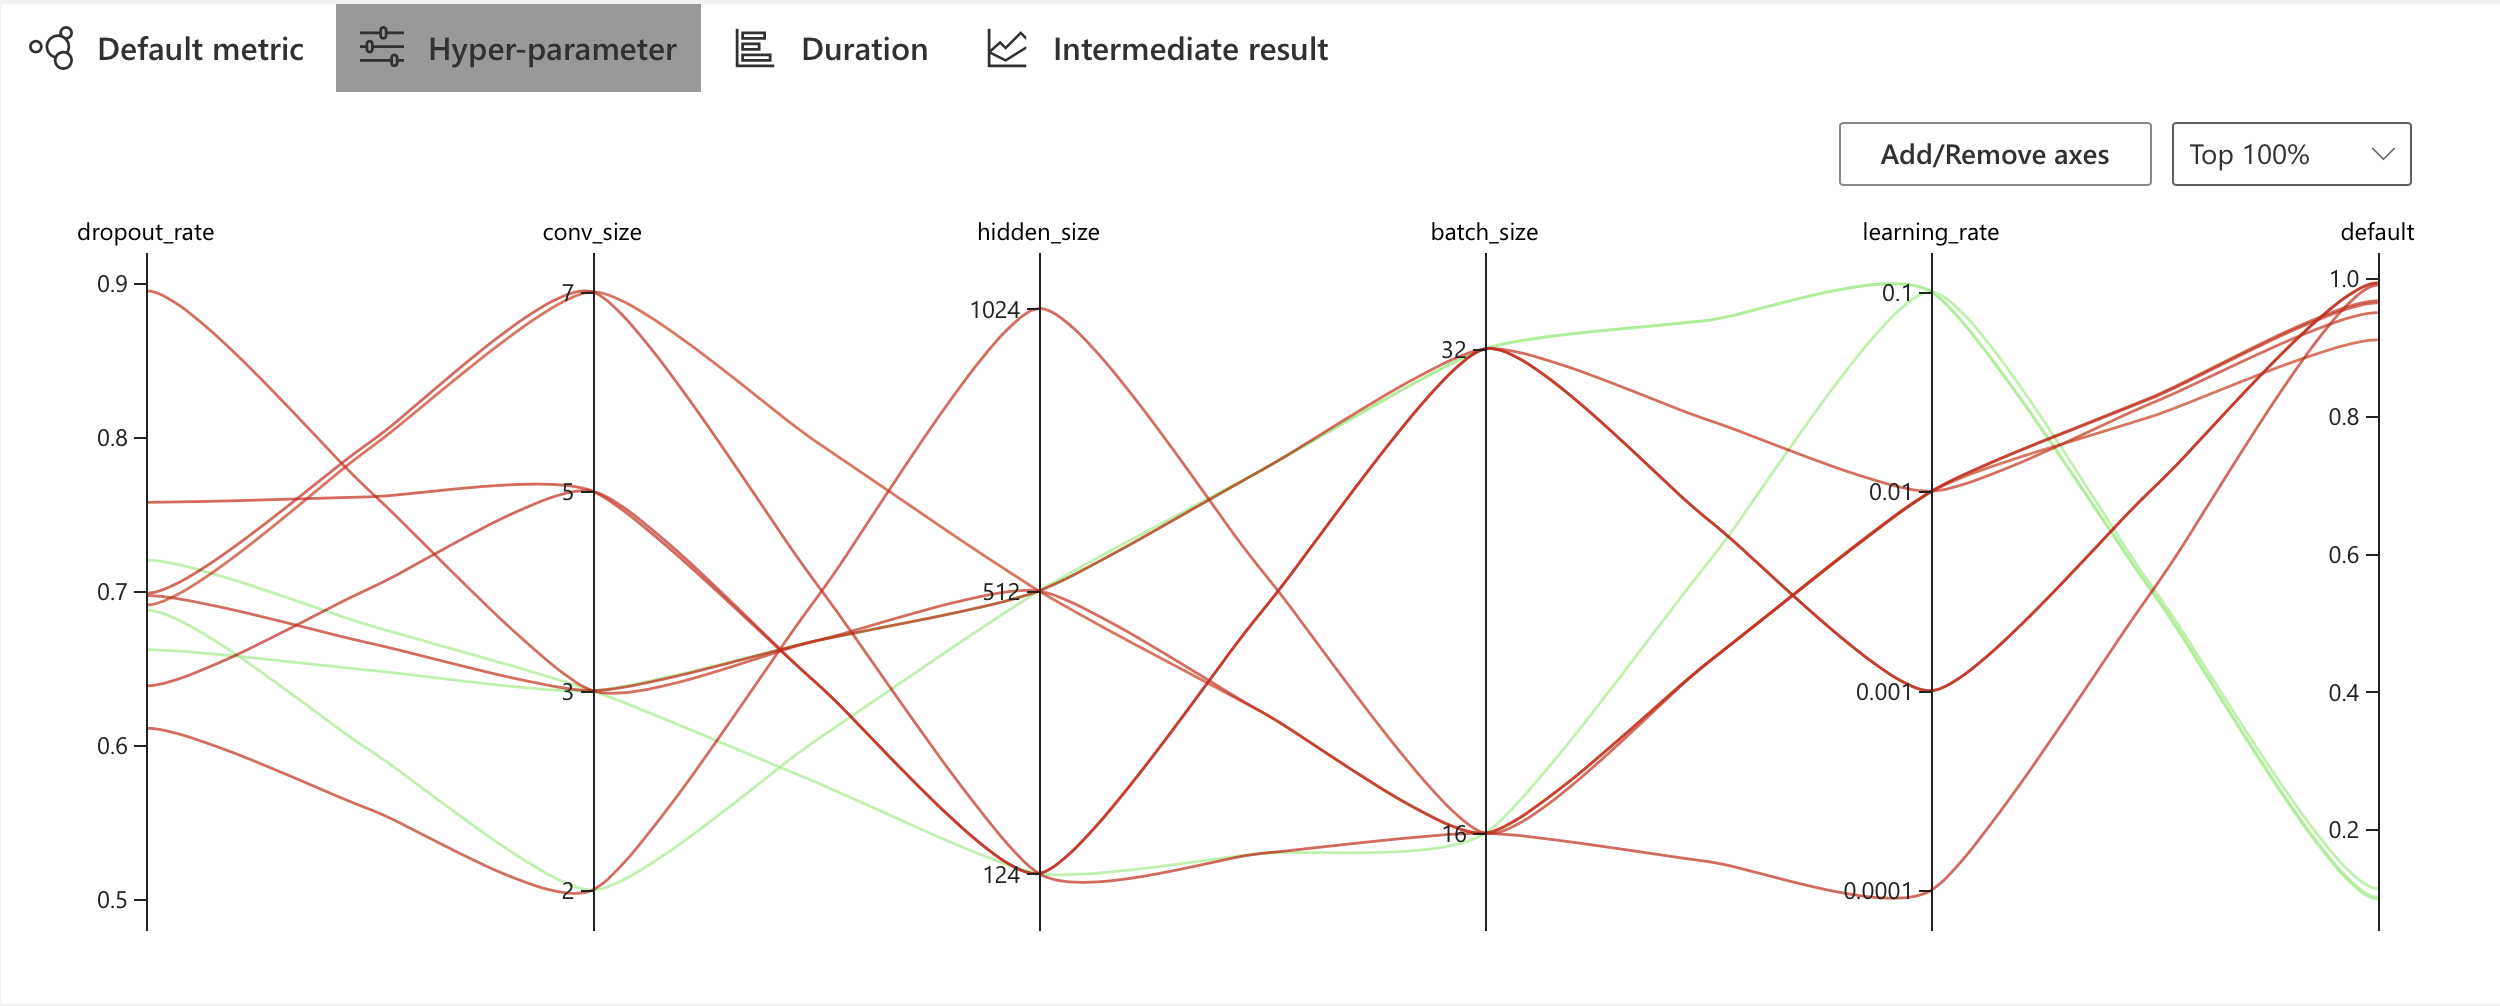 Default metric
Hyper-parameter
Duration
Intermediate result
Add/Remove axes
Top 100%
dropout_rate
conv_size
hidden_size
batch_size
learning_rate
default
0.9
0.8
0.7
0.6
0.5
7
5
3
2
1024
512
124
32
16
0.1
0.01
0.001
0.0001
1.0
0.8
0.6
0.4
0.2